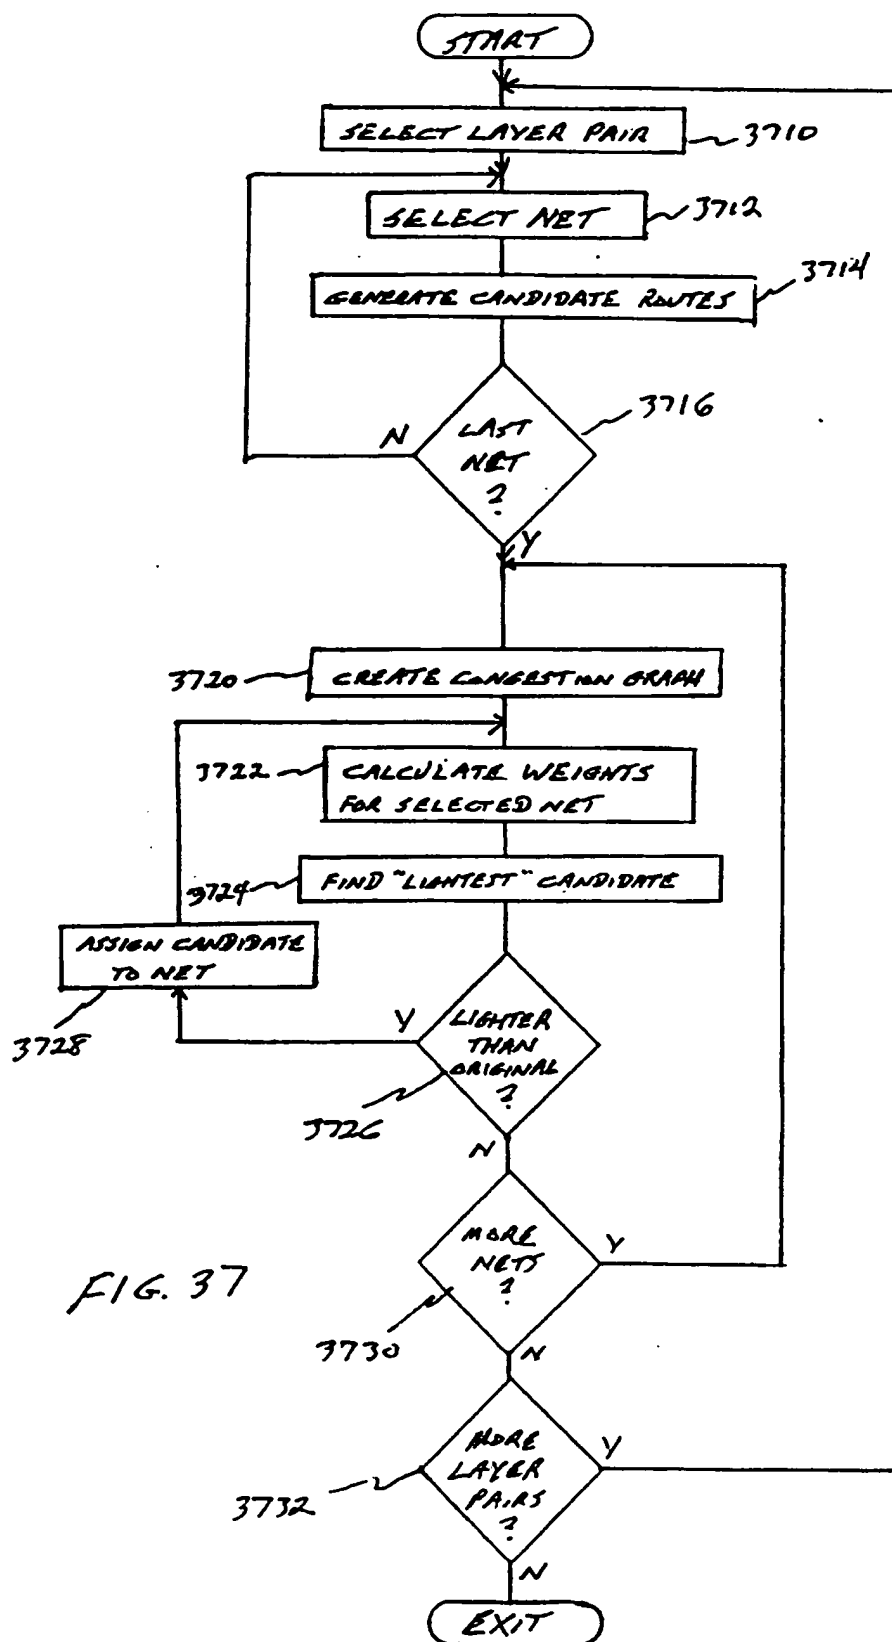 START
SELECT LAYER PAIR
3710
SELECT NET
3712
GENERATE CANDIDATE ROUTES
3714
LAST
NET
?
3716
N
Y
3720
CREATE CONGESTION GRAPH
3722
CALCULATE WEIGHTS
FOR SELECTED NET
3724
FIND "LIGHTEST" CANDIDATE
ASSIGN CANDIDATE
TO NET
3728
Y
LIGHTER
THAN
ORIGINAL
?
3726
N
MORE
NETS
?
Y
FIG. 37
3730
N
MORE
LAYER
PAIRS
?
Y
3732
N
EXIT